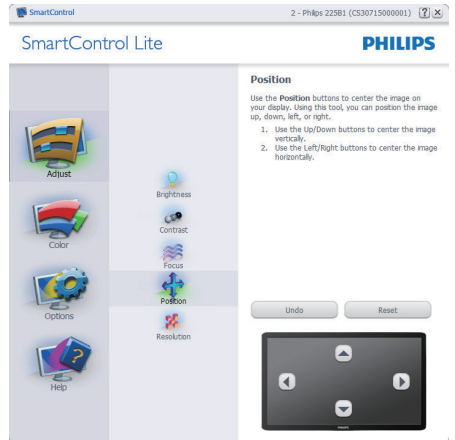 SmartControl
2 - Philips 225B1 (CS30715000001)
?
×
SmartControl Lite
PHILIPS
Adjust
Color
Options
Help
Brightness
Contrast
Focus
Position
Resolution
Position
Use the Position buttons to center the image on
your display. Using this tool, you can position the image
up, down, left, or right.
1. Use the Up/Down buttons to center the image
vertically.
2. Use the Left/Right buttons to center the image
horizontally.
Undo
Reset